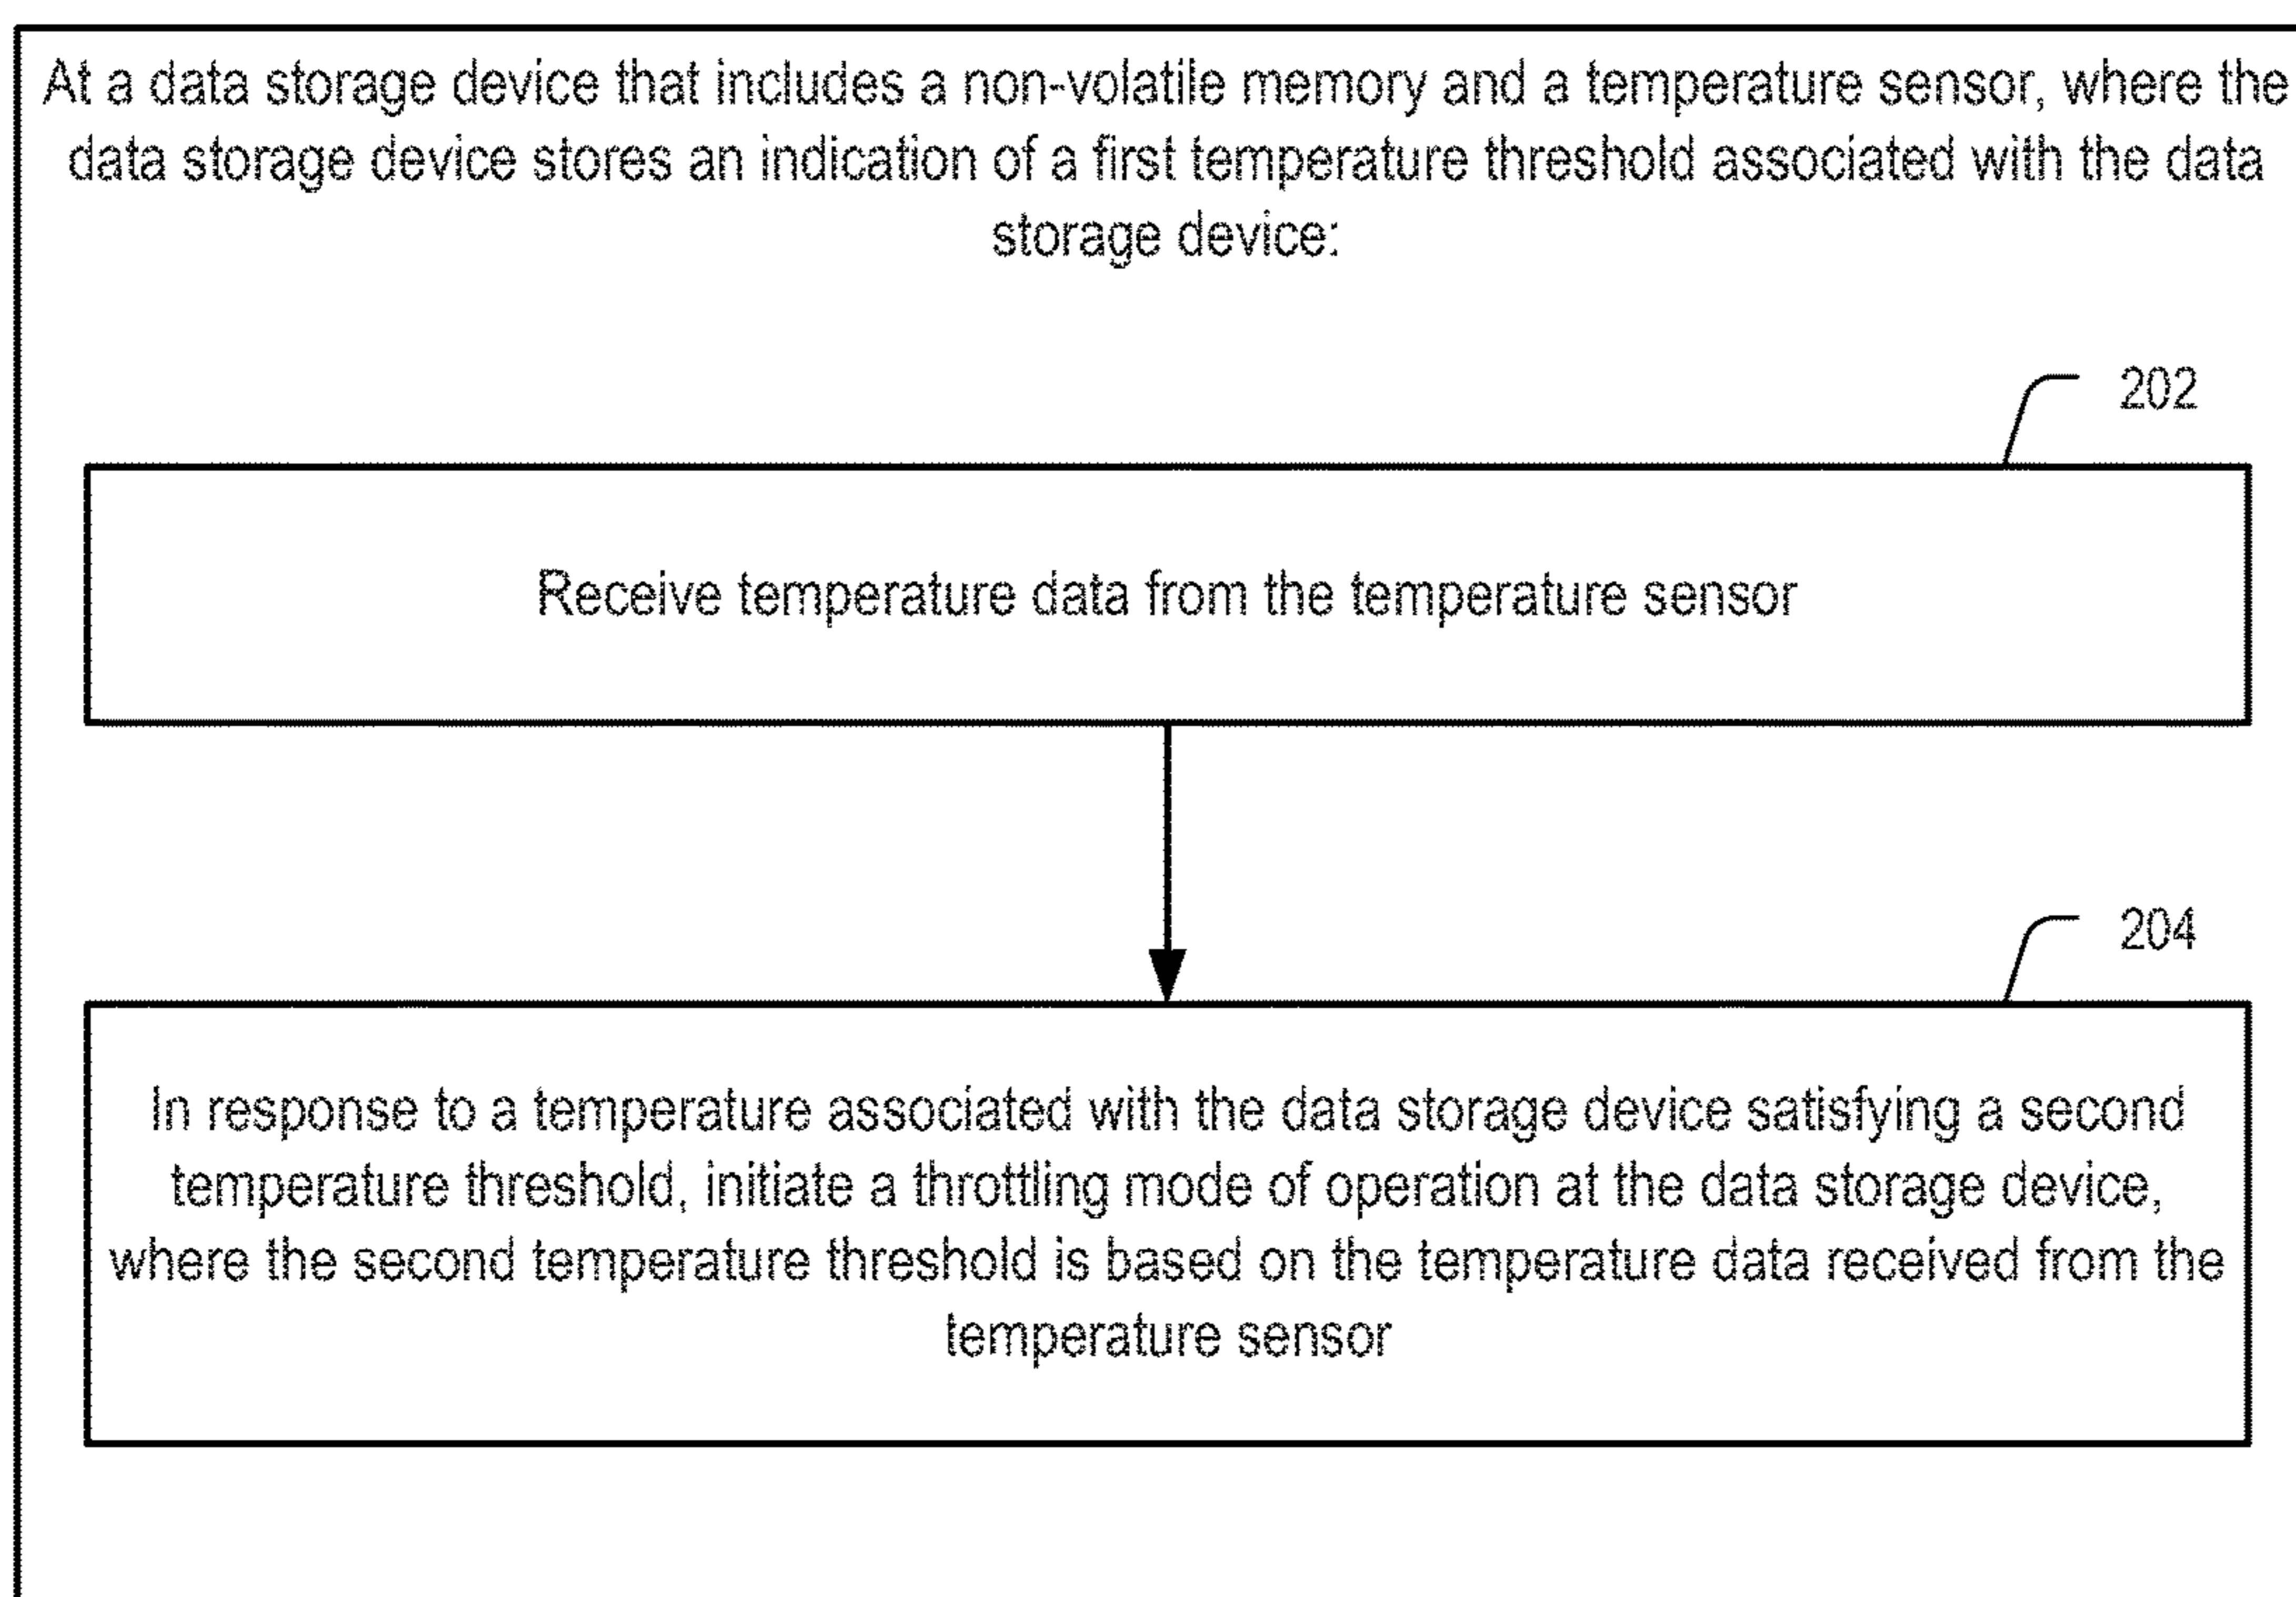 At a data storage device that includes a non-volatile memory and a temperature sensor, where the
data storage device stores an indication of a first temperature threshold associated with the data
storage device:
202
Receive temperature data from the temperature sensor
204
In response to a temperature associated with the data storage device satisfying a second
temperature threshold, initiate a throttling mode of operation at the data storage device,
where the second temperature threshold is based on the temperature data received from the
temperature sensor